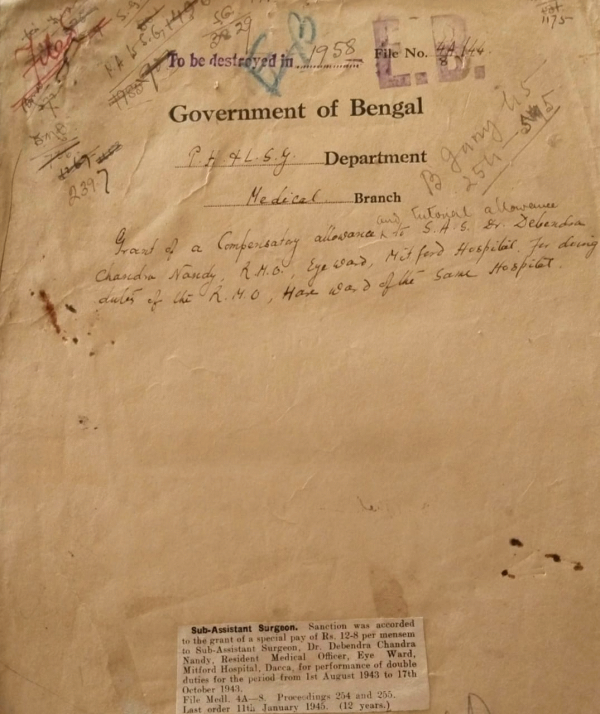 To be destroyed in 1958 File No. 4A/44
8
E.B.
Government of Bengal
P. H. & L. S. G. Department
Medical Branch
2397
254
Grant of a Compensatory allowance and tutorial allowance to S. A. S. Dr. Debendra
Chandra Nandy, R.M.O., Eye ward, Mitford Hospital, for doing
duties of the R.M.O, Hare ward of the same Hospital
Sub-Assistant Surgeon. Sanction was accorded
to the grant of a special pay of Rs. 12-8 per mensem
to Sub-Assistant Surgeon, Dr. Debendra Chandra
Nandy, Resident Medical Officer, Eye Ward,
Mitford Hospital, Dacca, for performance of double
duties for the period from 1st August 1943 to 17th
October 1943.
File Medl. 4A—8. Proceedings 254 and 255.
Last order 11th January 1945. (12 years.)